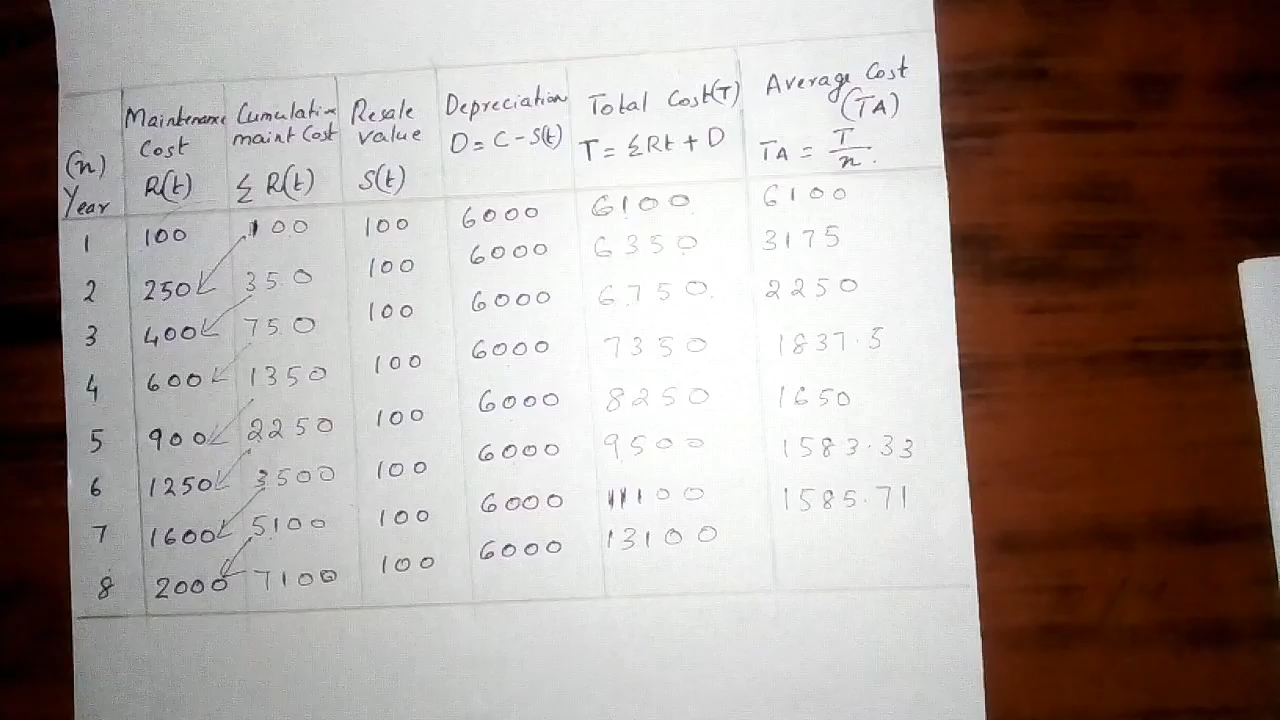 (n) Year | Maintenance Cost R(t) | Cumulative maint Cost Σ R(t) | Resale value S(t) | Depreciation D = C - S(t) | Total Cost(T) T = ΣRt + D | Average Cost (TA) TA = T/n.
1 | 100 | 100 | 100 | 6000 | 6100 | 6100
2 | 250 | 350 | 100 | 6000 | 6350 | 3175
3 | 400 | 750 | 100 | 6000 | 6750 | 2250
4 | 600 | 1350 | 100 | 6000 | 7350 | 1837.5
5 | 900 | 2250 | 100 | 6000 | 8250 | 1650
6 | 1250 | 3500 | 100 | 6000 | 9500 | 1583.33
7 | 1600 | 5100 | 100 | 6000 | 11100 | 1585.71
8 | 2000 | 7100 | 100 | 6000 | 13100